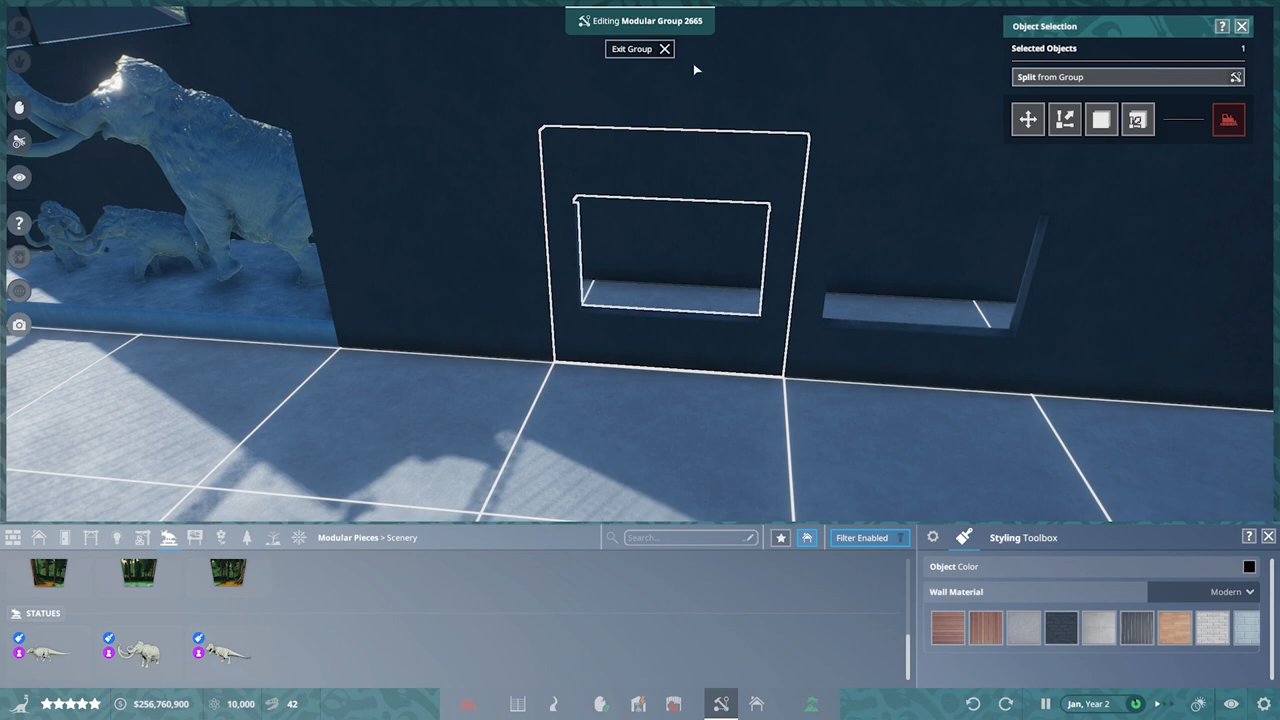 Editing Modular Group 2665
Exit Group
Object Selection
?
Selected Objects 1
Split from Group
?
Modular Pieces > Scenery
Search...
Filter Enabled
Styling Toolbox
?
Object Color
Wall Material
Modern
STATUES
$256,760,900
10,000
42
Jan, Year 2